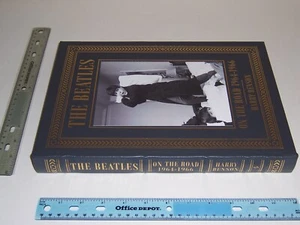 THE BEATLES
ON THE ROAD 1964-1966
HARRY BENSON
THE BEATLES
ON THE ROAD
1964-1966
HARRY
BENSON
Office DEPOT